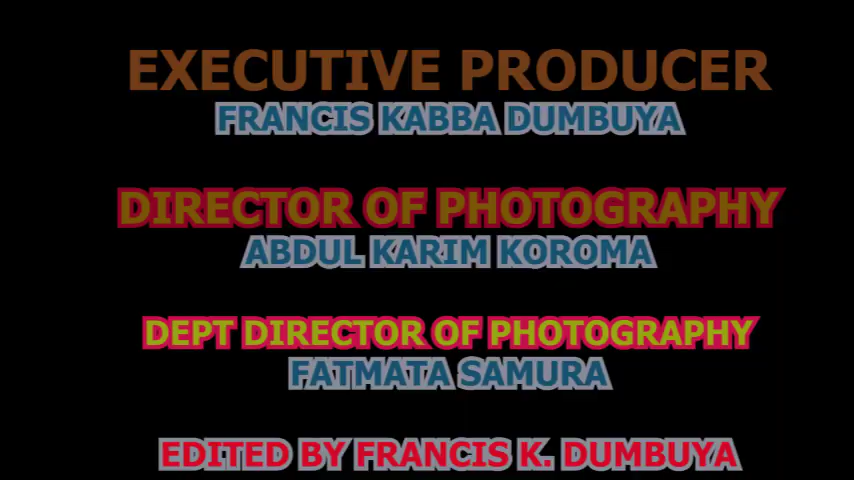 EXECUTIVE PRODUCER
FRANCIS KABBA DUMBUYA
DIRECTOR OF PHOTOGRAPHY
ABDUL KARIM KOROMA
DEPT DIRECTOR OF PHOTOGRAPHY
FATMATA SAMURA
EDITED BY FRANCIS K. DUMBUYA